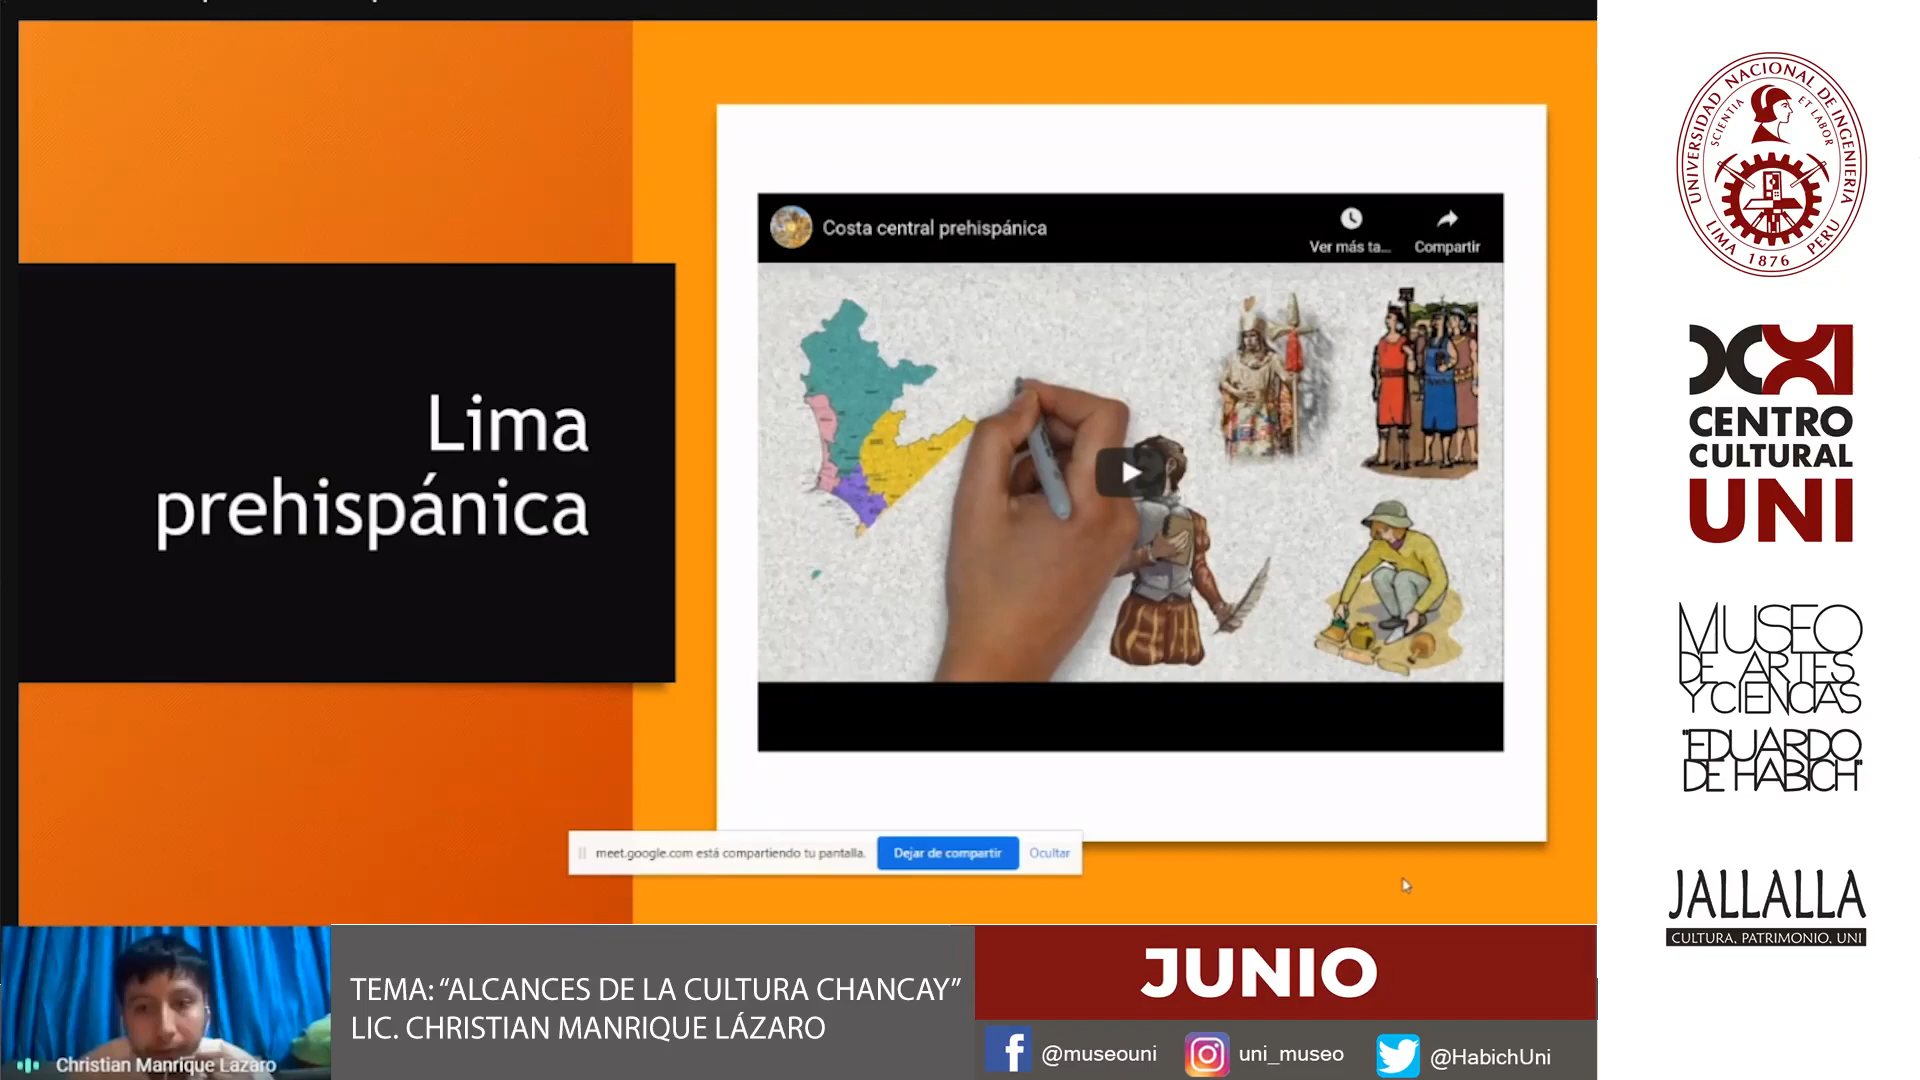 Lima
prehispánica
Costa central prehispánica
Ver más ta...
Compartir
meet.google.com está compartiendo tu pantalla.
Dejar de compartir
Ocultar
Christian Manrique Lazaro
TEMA: “ALCANCES DE LA CULTURA CHANCAY”
LIC. CHRISTIAN MANRIQUE LÁZARO
JUNIO
@museouni
uni_museo
@HabichUni
UNIVERSIDAD NACIONAL DE INGENIERIA
SCIENTIA ET LABOR
LIMA 1876 PERU
XXI
CENTRO
CULTURAL
UNI
MUSEO
DE ARTES
Y CIENCIAS
"EDUARDO
DE HABICH"
JALLALLA
CULTURA, PATRIMONIO, UNI